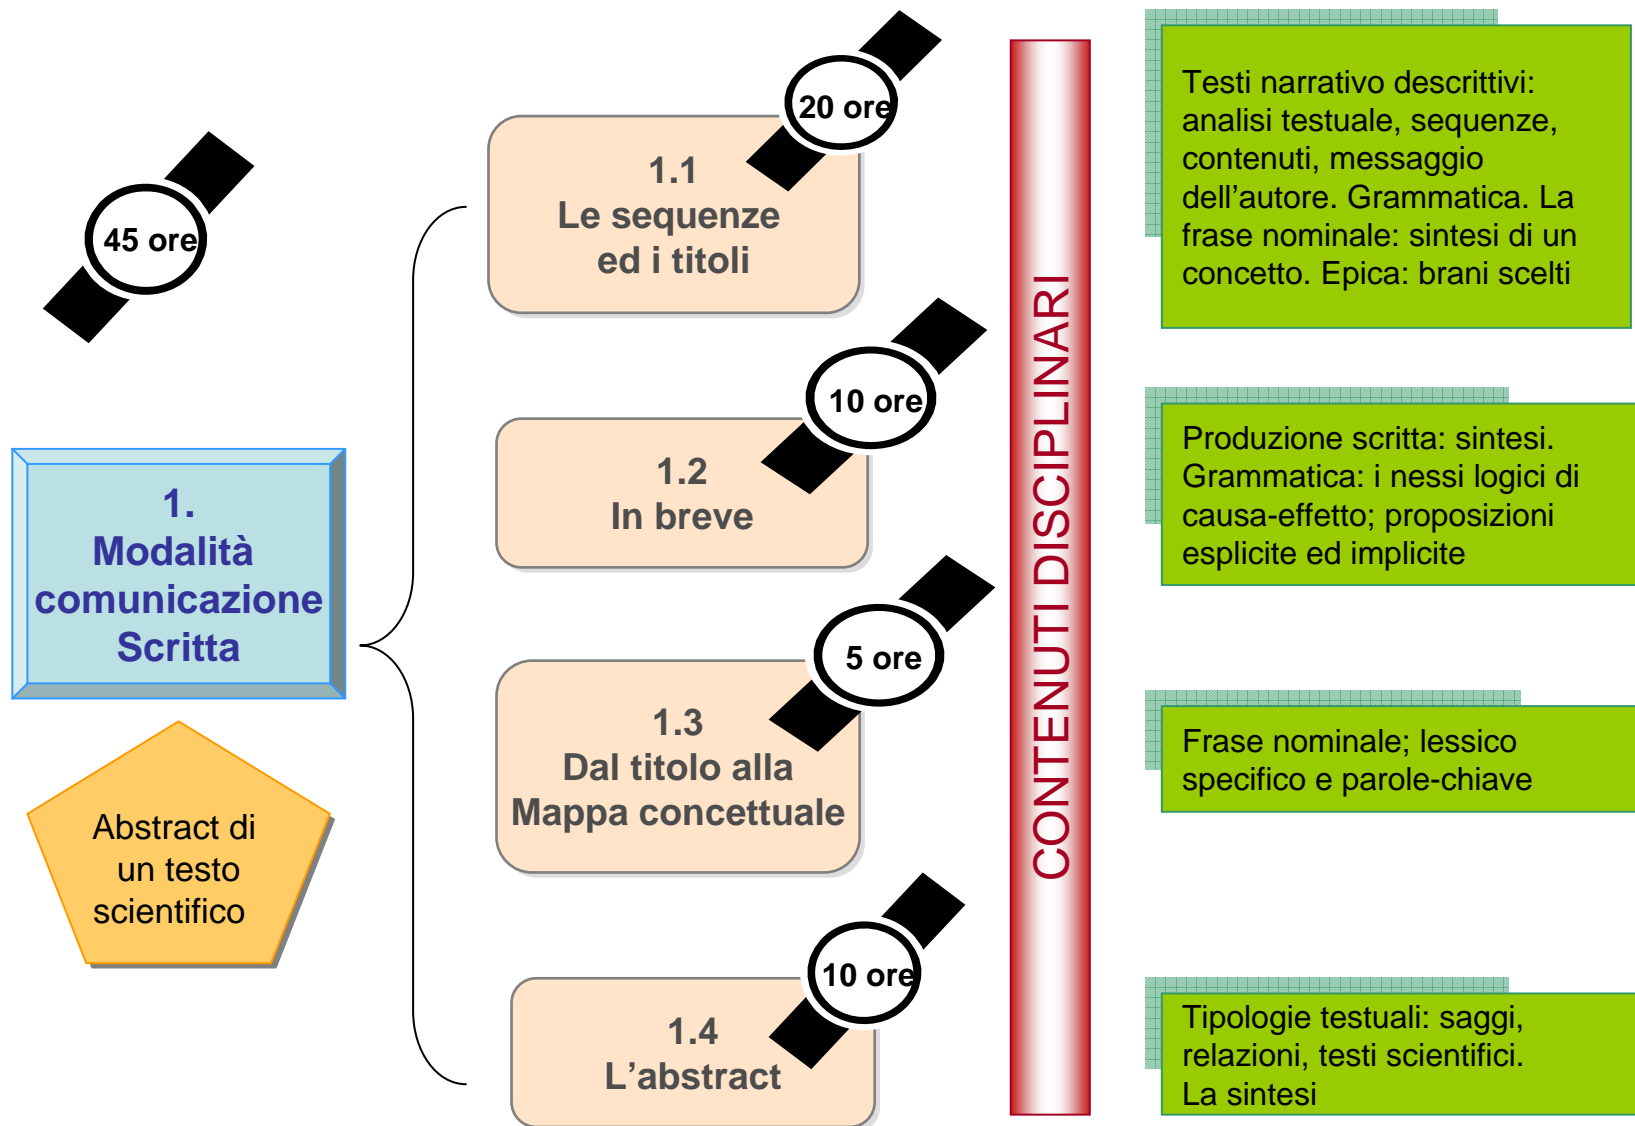 45 ore
1.
Modalità
comunicazione
Scritta
Abstract di
un testo
scientifico
20 ore
1.1
Le sequenze
ed i titoli
10 ore
1.2
In breve
5 ore
1.3
Dal titolo alla
Mappa concettuale
10 ore
1.4
L’abstract
CONTENUTI DISCIPLINARI
Testi narrativo descrittivi:
analisi testuale, sequenze,
contenuti, messaggio
dell’autore. Grammatica. La
frase nominale: sintesi di un
concetto. Epica: brani scelti
Produzione scritta: sintesi.
Grammatica: i nessi logici di
causa-effetto; proposizioni
esplicite ed implicite
Frase nominale; lessico
specifico e parole-chiave
Tipologie testuali: saggi,
relazioni, testi scientifici.
La sintesi